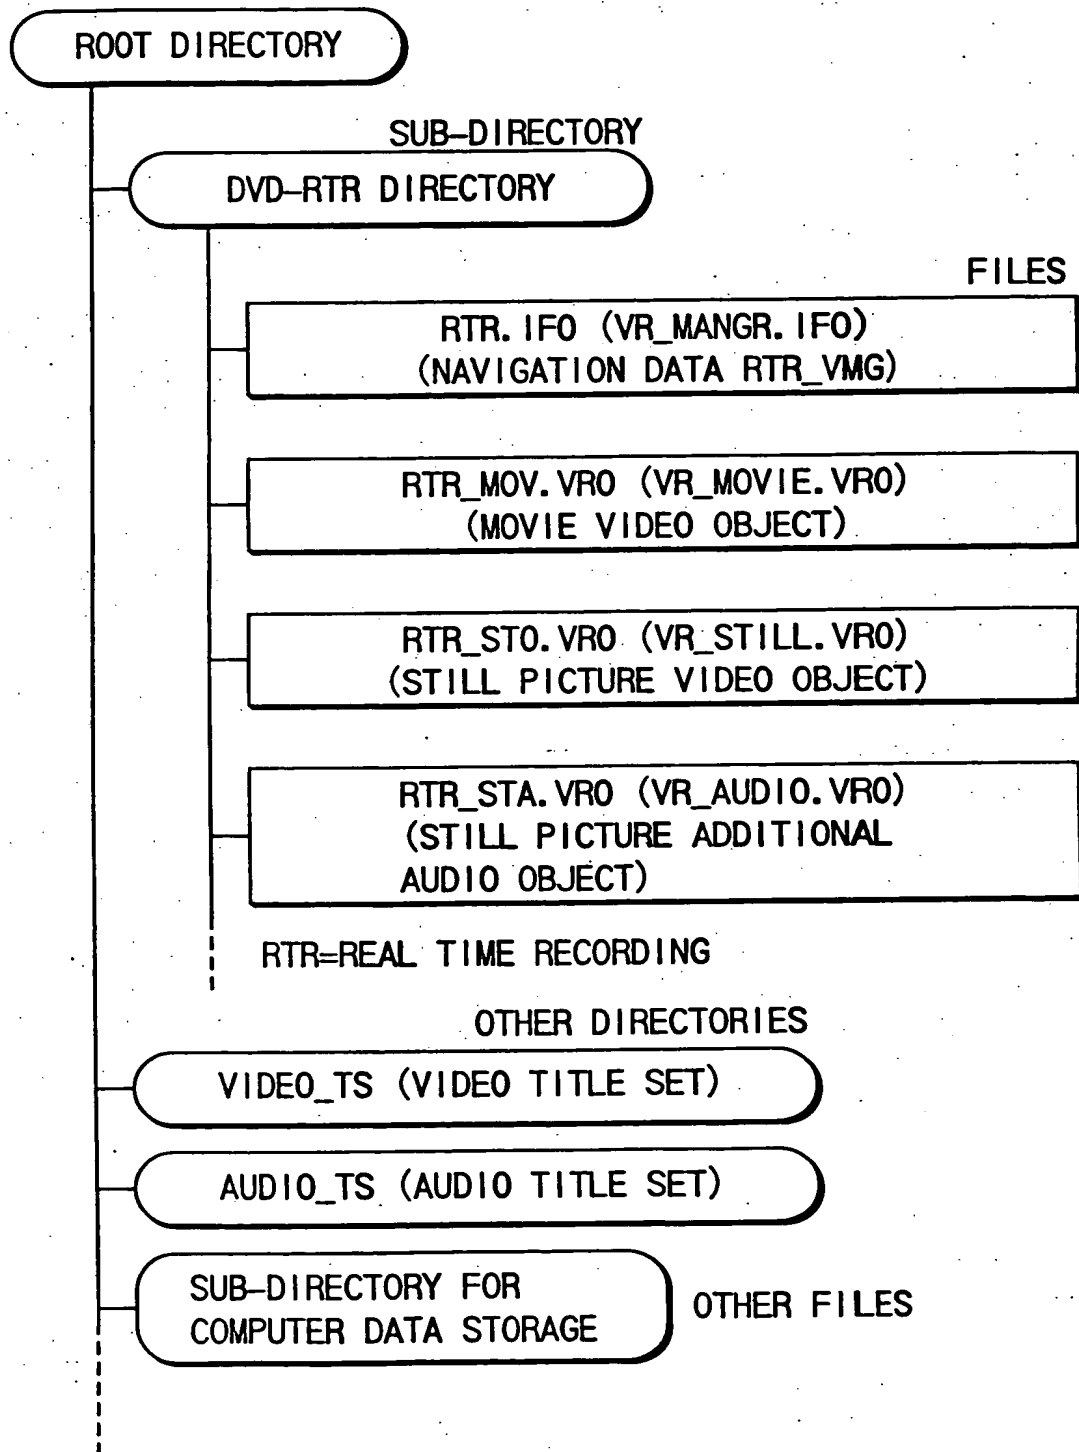 ROOT DIRECTORY
SUB-DIRECTORY
DVD-RTR DIRECTORY
FILES
RTR.IFO (VR_MANGR.IFO)
(NAVIGATION DATA RTR_VMG)
RTR_MOV.VRO (VR_MOVIE.VRO)
(MOVIE VIDEO OBJECT)
RTR_STO.VRO (VR_STILL.VRO)
(STILL PICTURE VIDEO OBJECT)
RTR_STA.VRO (VR_AUDIO.VRO)
(STILL PICTURE ADDITIONAL
AUDIO OBJECT)
RTR=REAL TIME RECORDING
OTHER DIRECTORIES
VIDEO_TS (VIDEO TITLE SET)
AUDIO_TS (AUDIO TITLE SET)
SUB-DIRECTORY FOR
COMPUTER DATA STORAGE
OTHER FILES